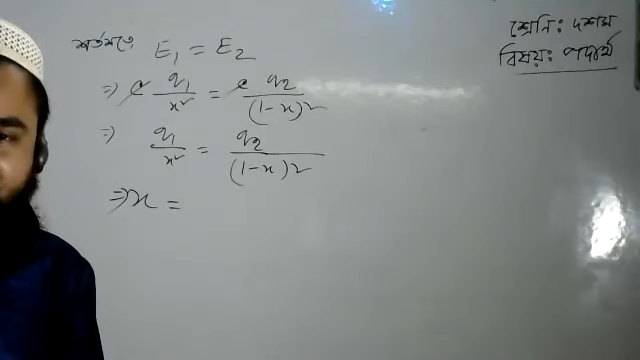 শ্রেনি: দশম
বিষয়: পদার্থ
শর্তমতে E₁ = E₂
⇒ c q₁/x² = c q₂/(1-x)²
⇒ q₁/x² = q₂/(1-x)²
⇒ x =